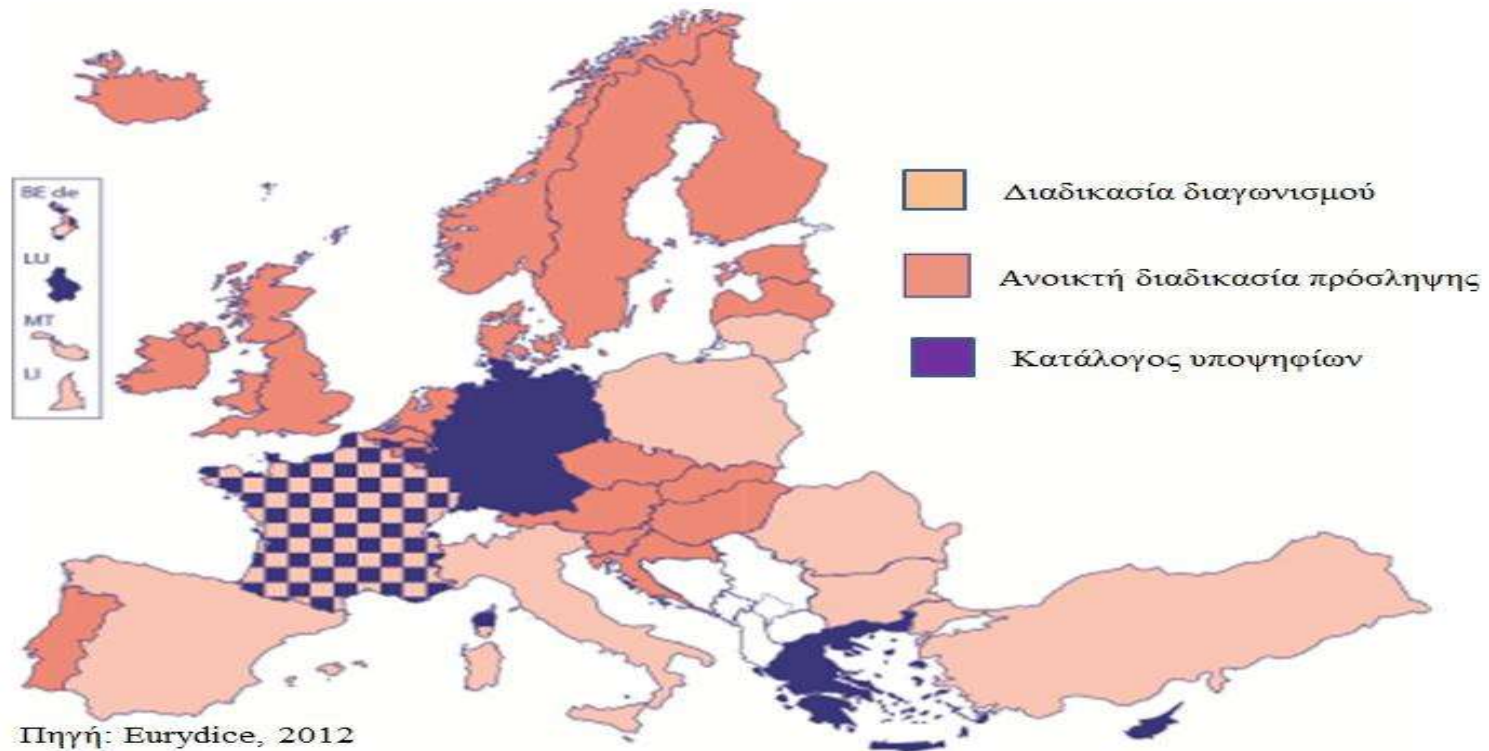 BE de
LU
MT
LI
Διαδικασία διαγωνισμού
Ανοικτή διαδικασία πρόσληψης
Κατάλογος υποψηφίων
Πηγή: Eurydice, 2012